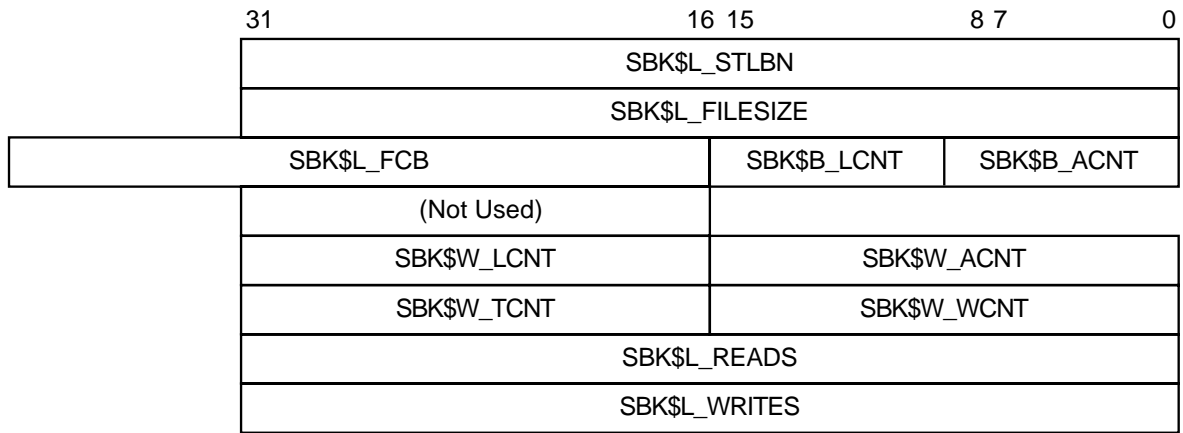 31 16 15 8 7 0
SBK$L_STLBN
SBK$L_FILESIZE
SBK$L_FCB SBK$B_LCNT SBK$B_ACNT
(Not Used)
SBK$W_LCNT SBK$W_ACNT
SBK$W_TCNT SBK$W_WCNT
SBK$L_READS
SBK$L_WRITES